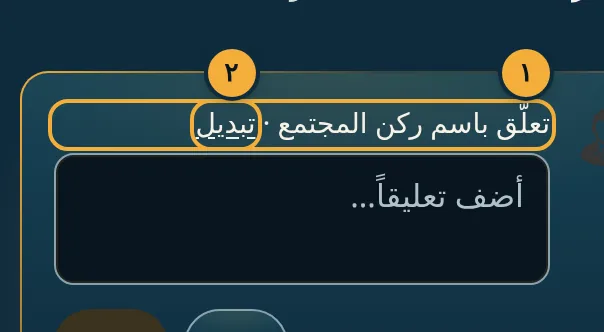 ١ ٢
تعلّق باسم ركن المجتمع · تبديل
أضف تعليقاً...